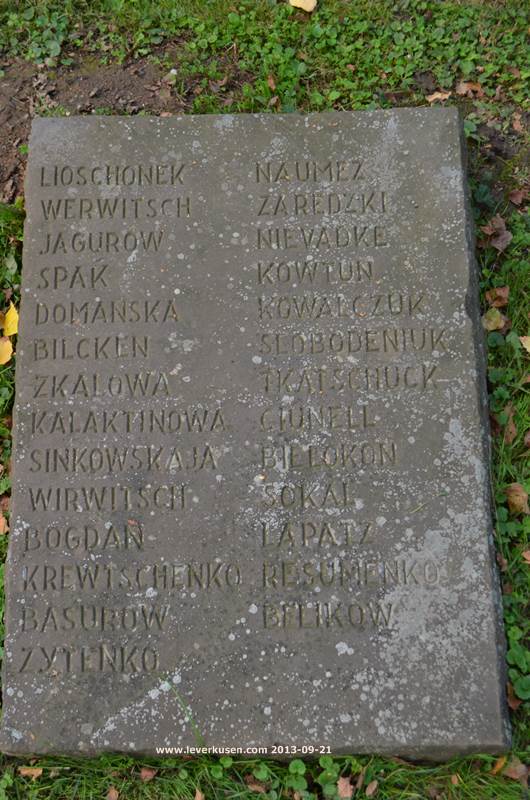 LIOSCHONEK
WERWITSCH
JAGUROW
SPAK
DOMANSKA
BILCKEN
ZKALOWA
KALAKTINOWA
SINKOWSKAJA
WIRWITSCH
BOGDAN
KREWTSCHENKO
BASUROW
ZYTENKO
NAUMEZ
ZAREDZKI
NIEVADKE
KOWTUN
KOWALCZUK
SLOBODENIUK
TKATSCHUCK
CIUNELL
BIELOKON
SOKAL
LAPATZ
RESUMENKO
BELIKOW
www.leverkusen.com 2013-09-21